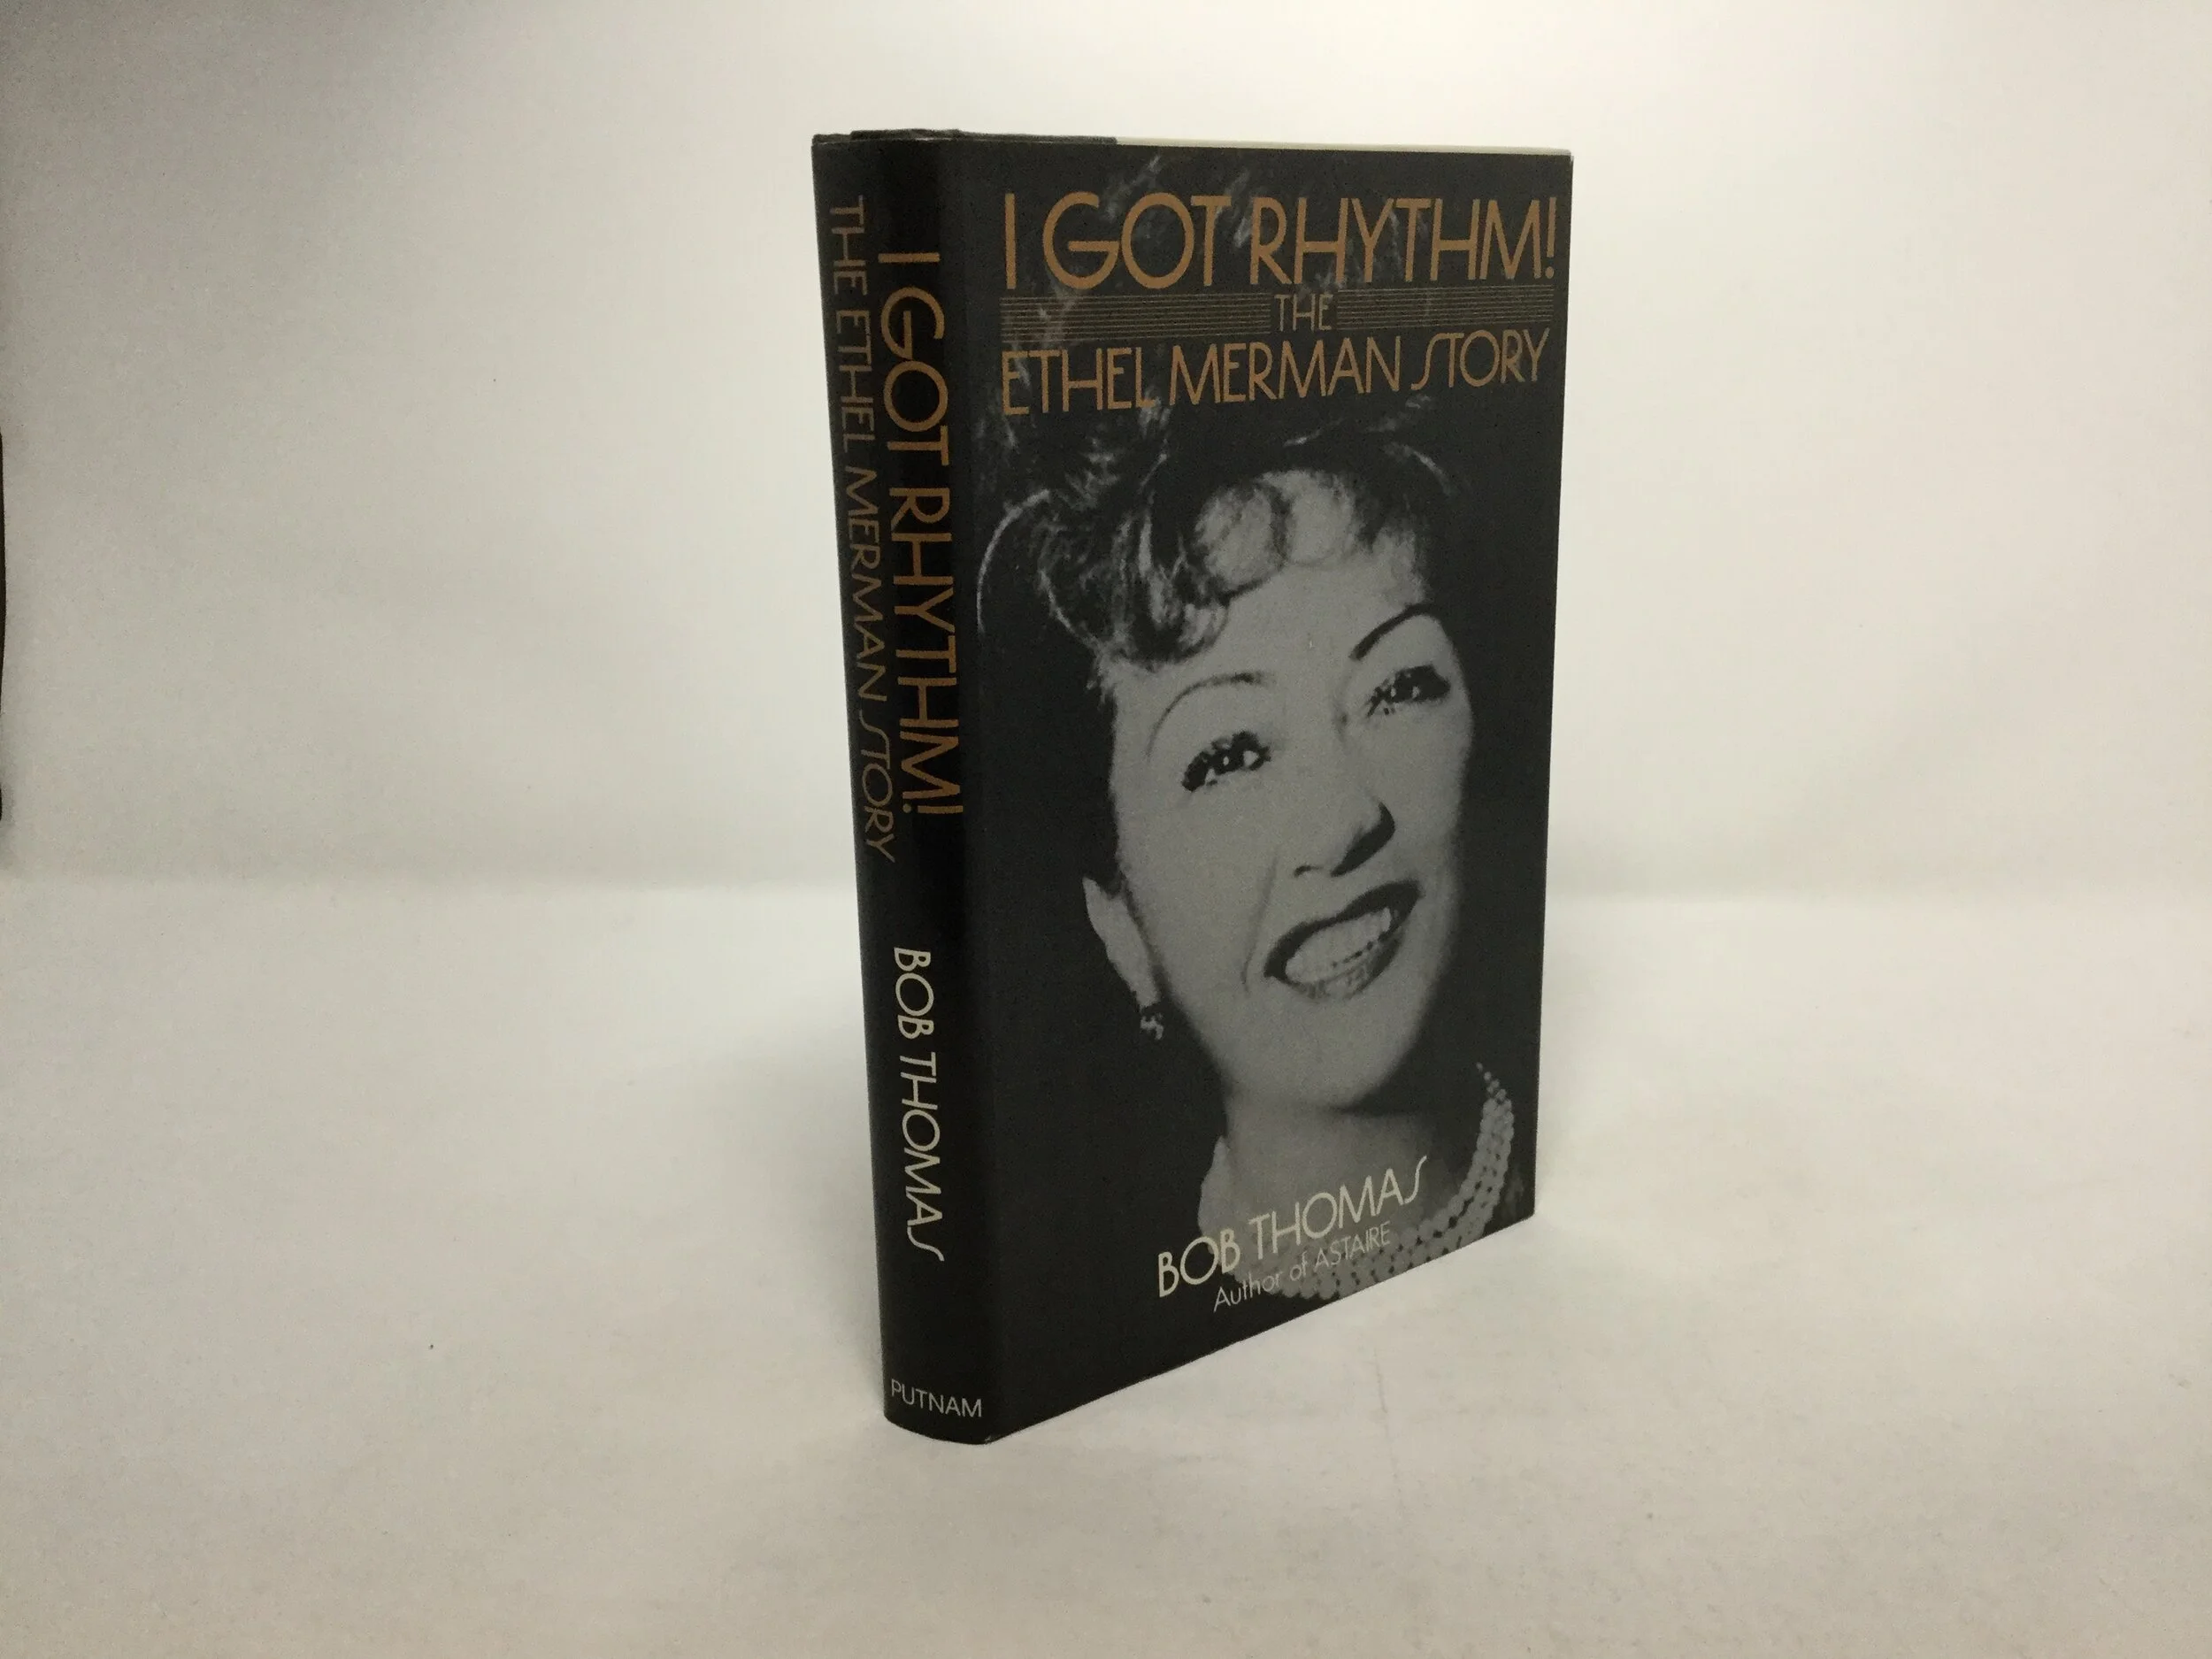 THE ETHEL MERMAN STORY
I GOT RHYTHM!
BOB THOMAS
PUTNAM
I GOT RHYTHM!
THE
ETHEL MERMAN STORY
BOB THOMAS
Author of ASTAIRE